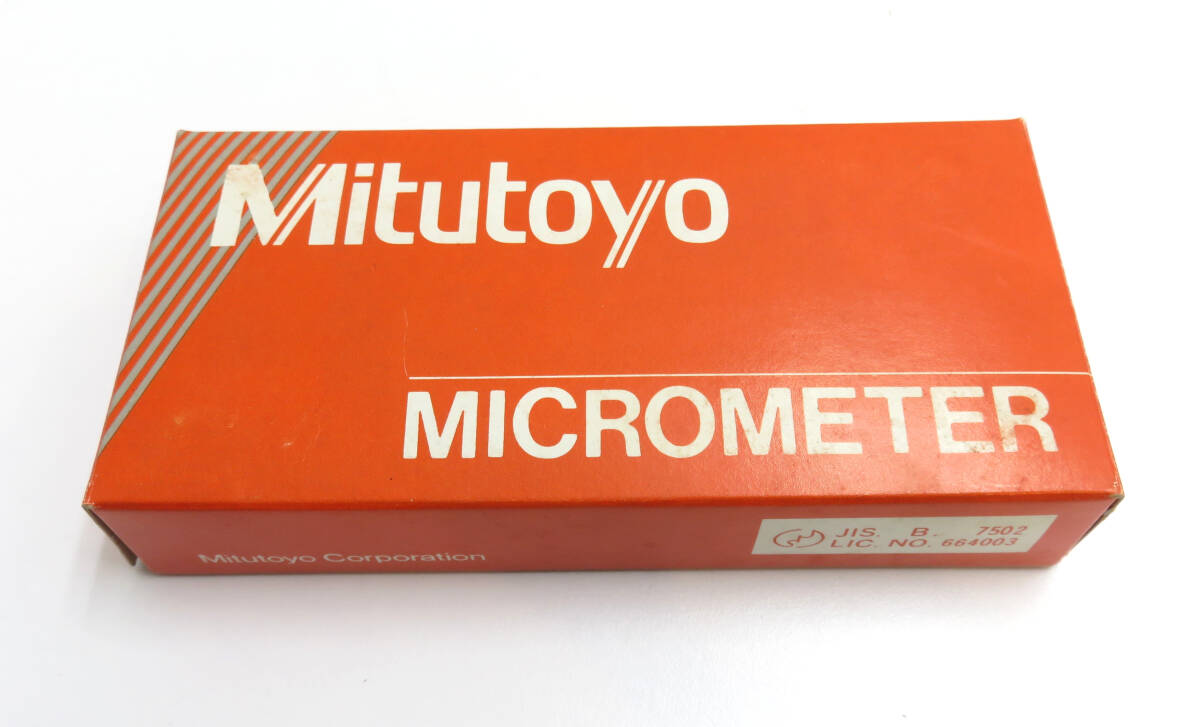 Mitutoyo
MICROMETER
Mitutoyo Corporation
JIS. B. 7502
LIC. NO. 664003